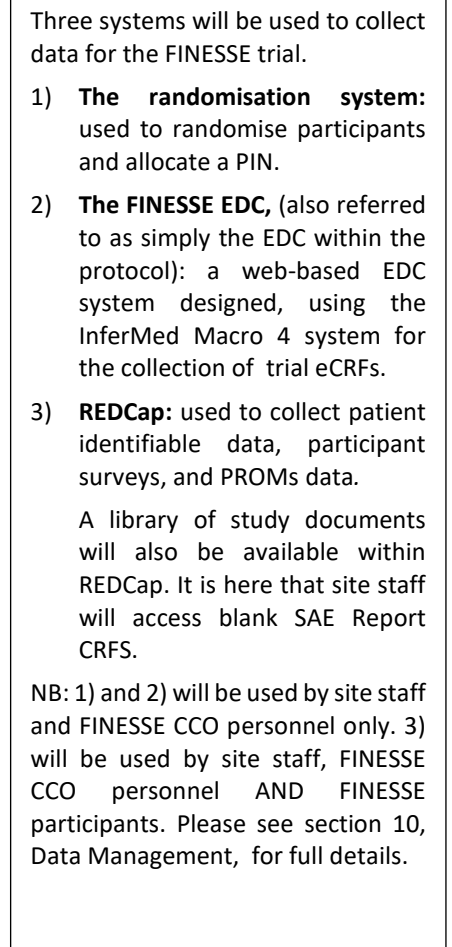 Three systems will be used to collect
data for the FINESSE trial.
1) The randomisation system:
used to randomise participants
and allocate a PIN.
2) The FINESSE EDC, (also referred
to as simply the EDC within the
protocol): a web-based EDC
system designed, using the
InferMed Macro 4 system for
the collection of trial eCRFs.
3) REDCap: used to collect patient
identifiable data, participant
surveys, and PROMs data.
A library of study documents
will also be available within
REDCap. It is here that site staff
will access blank SAE Report
CRFS.
NB: 1) and 2) will be used by site staff
and FINESSE CCO personnel only. 3)
will be used by site staff, FINESSE
CCO personnel AND FINESSE
participants. Please see section 10,
Data Management, for full details.